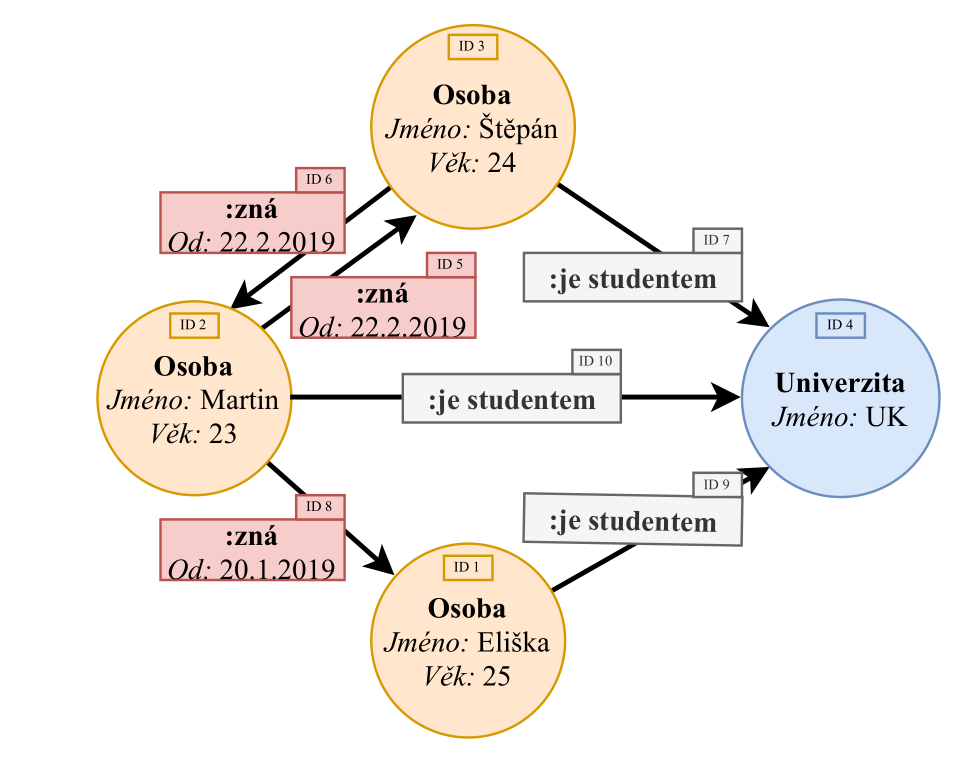 ID 3
Osoba
Jméno: Štěpán
Věk: 24
ID 6
:zná
Od: 22.2.2019
ID 5
:zná
Od: 22.2.2019
ID 7
:je studentem
ID 2
Osoba
Jméno: Martin
Věk: 23
ID 10
:je studentem
ID 4
Univerzita
Jméno: UK
ID 8
:zná
Od: 20.1.2019
ID 9
:je studentem
ID 1
Osoba
Jméno: Eliška
Věk: 25